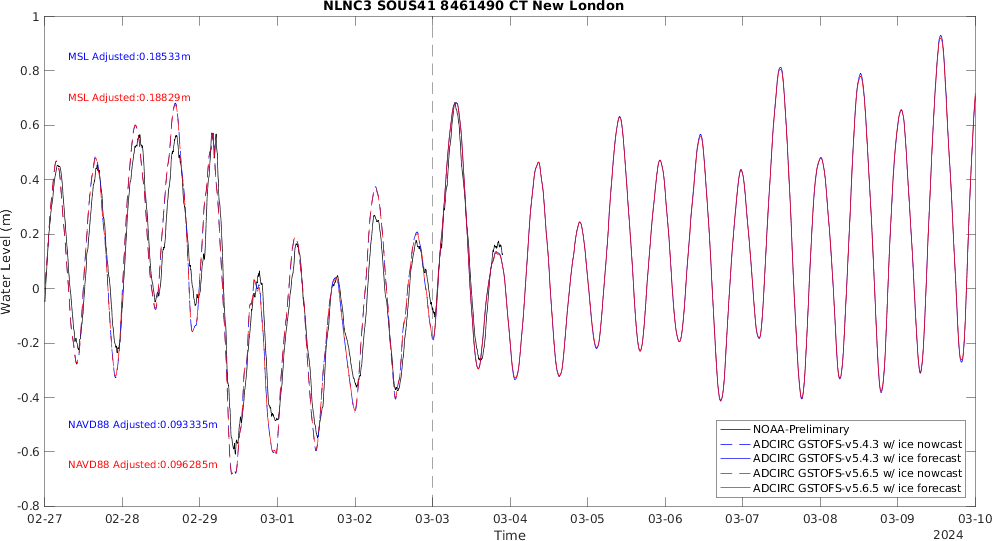 NLNC3 SOUS41 8461490 CT New London
1
0.8
0.6
0.4
0.2
0
-0.2
-0.4
-0.6
-0.8
Water Level (m)
MSL Adjusted:0.18533m
MSL Adjusted:0.18829m
NAVD88 Adjusted:0.093335m
NAVD88 Adjusted:0.096285m
NOAA-Preliminary
ADCIRC GSTOFS-v5.4.3 w/ ice nowcast
ADCIRC GSTOFS-v5.4.3 w/ ice forecast
ADCIRC GSTOFS-v5.6.5 w/ ice nowcast
ADCIRC GSTOFS-v5.6.5 w/ ice forecast
02-27 02-28 02-29 03-01 03-02 03-03 03-04 03-05 03-06 03-07 03-08 03-09 03-10
Time
2024